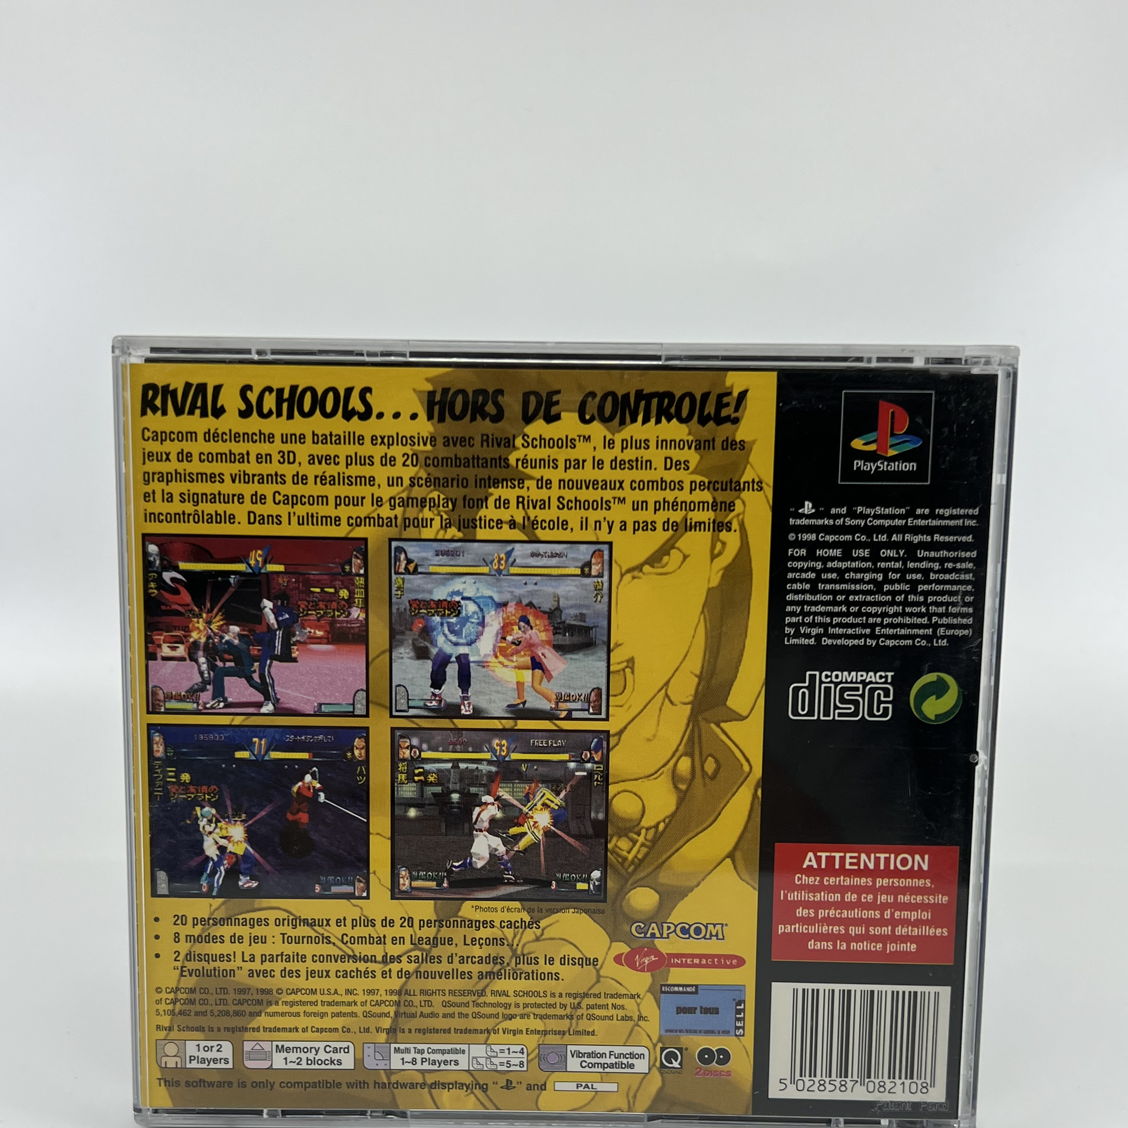 RIVAL SCHOOLS...HORS DE CONTROLE!
Capcom déclenche une bataille explosive avec Rival Schools™, le plus innovant des
jeux de combat en 3D, avec plus de 20 combattants réunis par le destin. Des
graphismes vibrants de réalisme, un scénario intense, de nouveaux combos percutants
et la signature de Capcom pour le gameplay font de Rival Schools™ un phénomène
incontrôlable. Dans l'ultime combat pour la justice à l'école, il n'y a pas de limites.
49
83
71
93
FREE PLAY
*Photos d'écran de la version Japonaise
• 20 personnages originaux et plus de 20 personnages cachés
• 8 modes de jeu : Tournois, Combat en League, Leçons...
• 2 disques! La parfaite conversion des salles d'arcades, plus le disque
"Evolution" avec des jeux cachés et de nouvelles améliorations.
CAPCOM
Virgin INTERACTIVE
© CAPCOM CO., LTD. 1997, 1998 © CAPCOM U.S.A., INC. 1997, 1998 ALL RIGHTS RESERVED. RIVAL SCHOOLS is a registered trademark
of CAPCOM CO., LTD. CAPCOM is a registered trademark of CAPCOM CO., LTD. QSound Technology is protected by U.S. patent Nos.
5,105,462 and 5,208,860 and numerous foreign patents. QSound, Virtual Audio and the QSound logo are trademarks of QSound Labs, Inc.
Rival Schools is a registered trademark of Capcom Co., Ltd. Virgin is a registered trademark of Virgin Enterprises Limited.
RECOMMANDÉ
pour tous
SELL
1 or 2
Players
Memory Card
1~2 blocks
Multi Tap Compatible
1~8 Players
=1~4
=5~8
Vibration Function
Compatible
2 DISCS
This software is only compatible with hardware displaying " " and PAL
PlayStation
" " and "PlayStation" are registered
trademarks of Sony Computer Entertainment Inc.
© 1998 Capcom Co., Ltd. All Rights Reserved.
FOR HOME USE ONLY. Unauthorised
copying, adaptation, rental, lending, re-sale,
arcade use, charging for use, broadcast,
cable transmission, public performance,
distribution or extraction of this product or
any trademark or copyright work that forms
part of this product are prohibited. Published
by Virgin Interactive Entertainment (Europe)
Limited. Developed by Capcom Co., Ltd.
COMPACT
disc
ATTENTION
Chez certaines personnes,
l'utilisation de ce jeu nécessite
des précautions d'emploi
particulières qui sont détaillées
dans la notice jointe
5 028587 082108